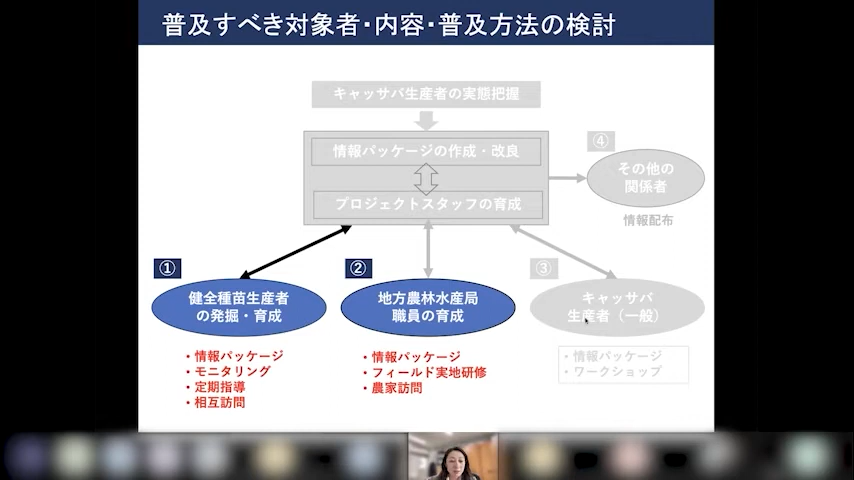 普及すべき対象者・内容・普及方法の検討
キャッサバ生産者の実態把握
情報パッケージの作成・改良
プロジェクトスタッフの育成
④
その他の
関係者
情報配布
①
健全種苗生産者
の発掘・育成
・情報パッケージ
・モニタリング
・定期指導
・相互訪問
②
地方農林水産局
職員の育成
・情報パッケージ
・フィールド実地研修
・農家訪問
③
キャッサバ
生産者（一般）
・情報パッケージ
・ワークショップ